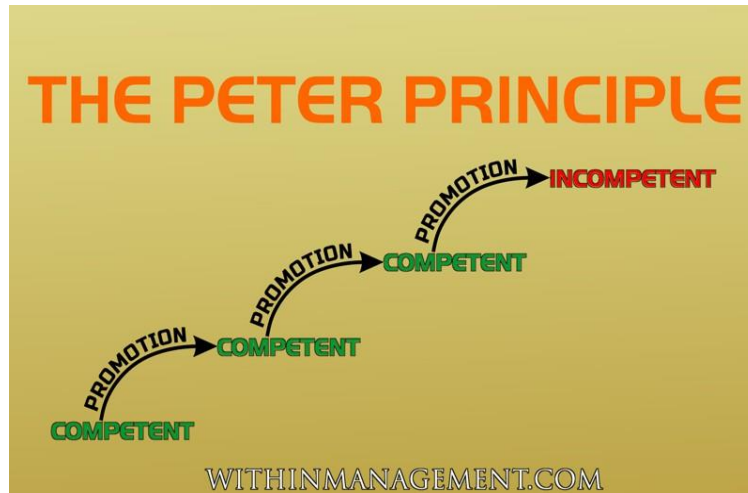 THE PETER PRINCIPLE
PROMOTION
INCOMPETENT
PROMOTION
COMPETENT
PROMOTION
COMPETENT
COMPETENT
WITHINMANAGEMENT.COM